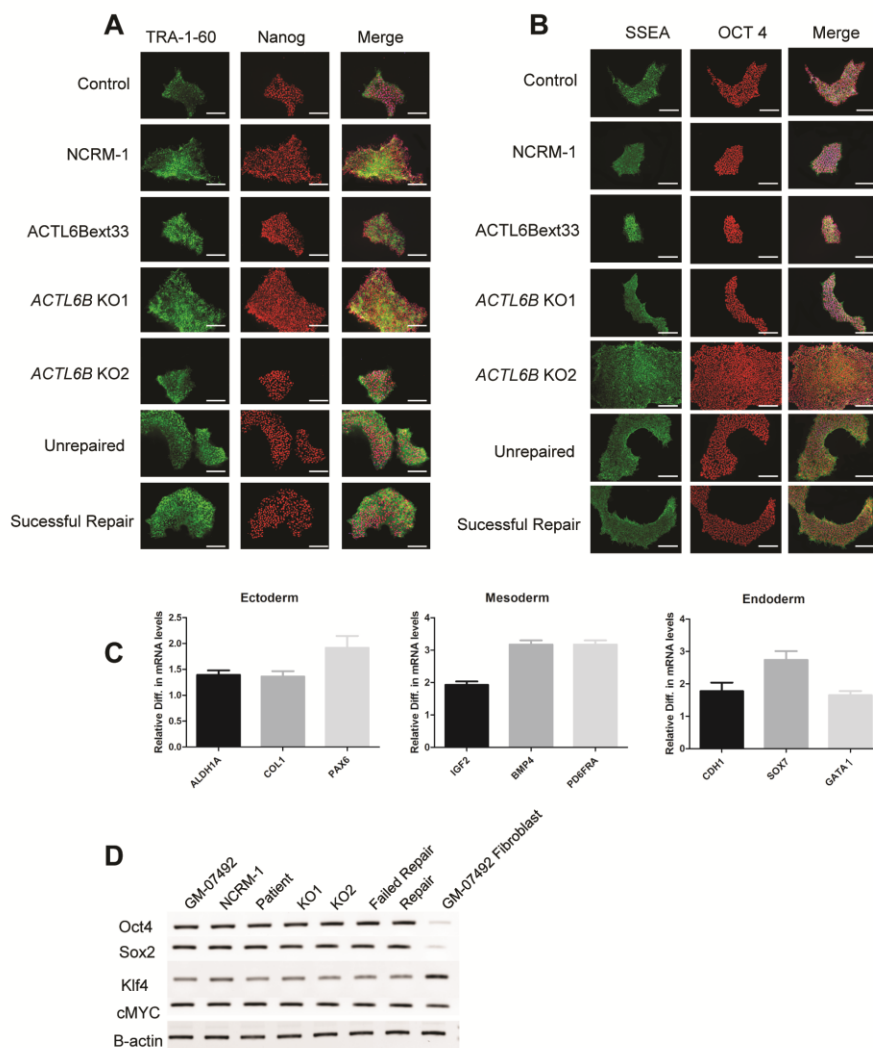 A
TRA-1-60 Nanog Merge
Control
NCRM-1
ACTL6Bext33
ACTL6B KO1
ACTL6B KO2
Unrepaired
Sucessful Repair
B
SSEA OCT 4 Merge
Control
NCRM-1
ACTL6Bext33
ACTL6B KO1
ACTL6B KO2
Unrepaired
Sucessful Repair
C
Ectoderm
Relative Diff. in mRNA levels
2.5
2.0
1.5
1.0
0.5
0.0
ALDH1A COL1 PAX6
Mesoderm
Relative Diff. in mRNA levels
4
3
2
1
0
IGF2 BMP4 PD6FRA
Endoderm
Relative Diff. in mRNA levels
4
3
2
1
0
CDH1 SOX7 GATA1
D
GM-07492 NCRM-1 Patient KO1 KO2 Failed Repair Repair GM-07492 Fibroblast
Oct4
Sox2
Klf4
cMYC
B-actin